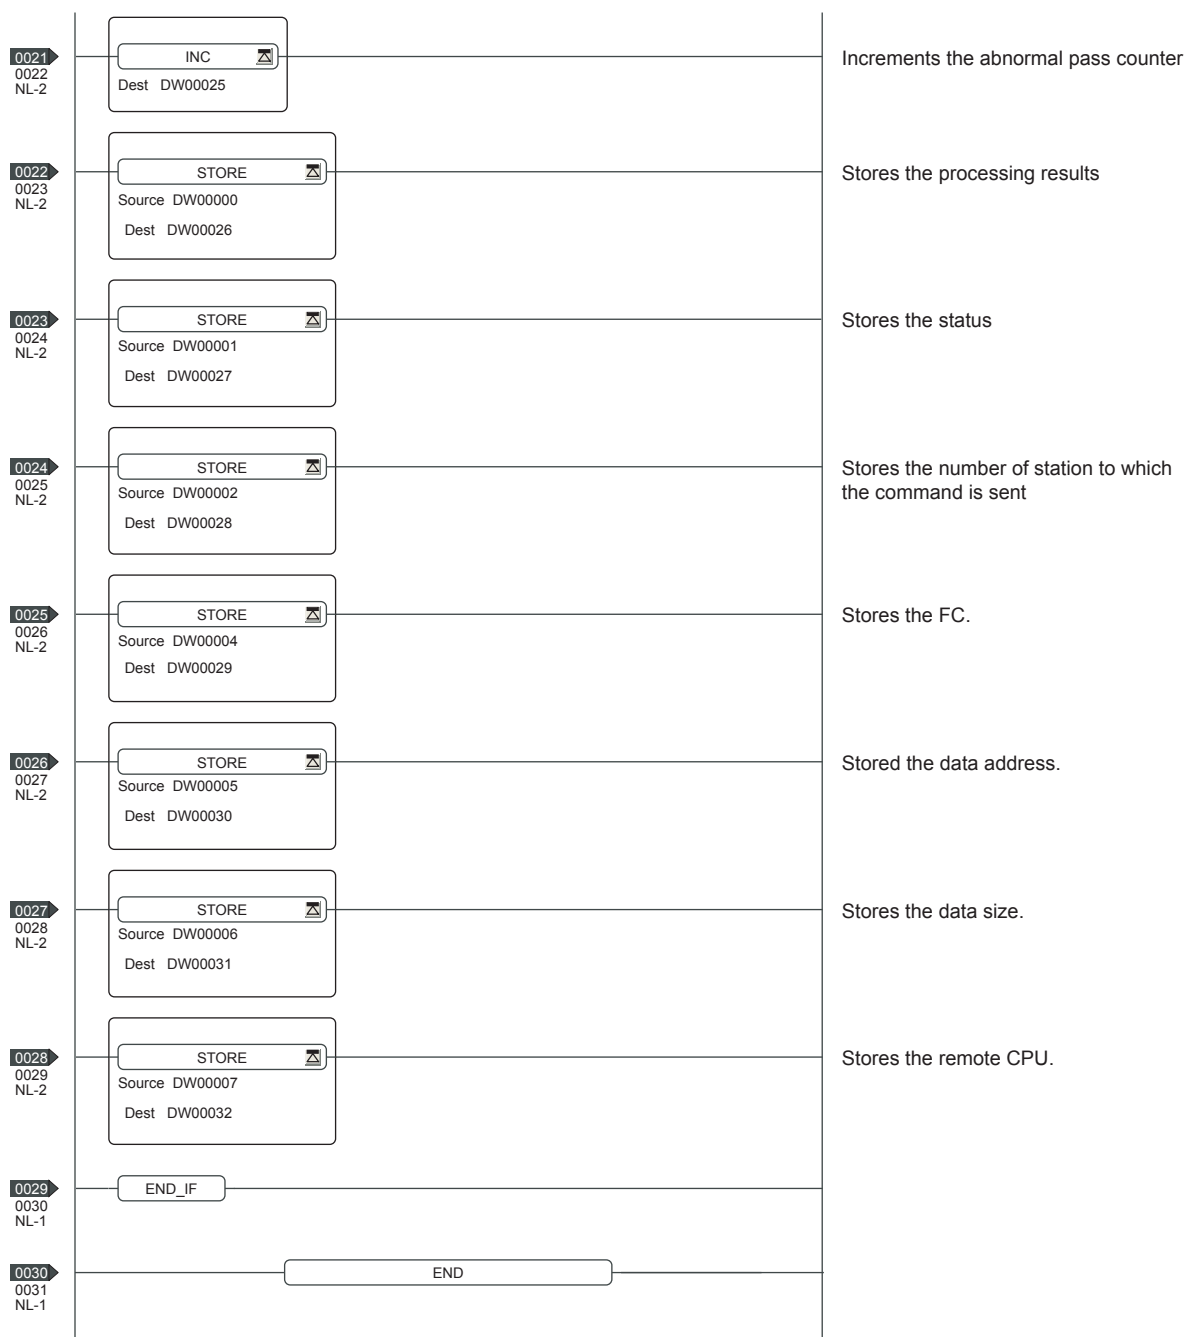 0021
0022
NL-2
INC
Dest DW00025
Increments the abnormal pass counter
0022
0023
NL-2
STORE
Source DW00000
Dest DW00026
Stores the processing results
0023
0024
NL-2
STORE
Source DW00001
Dest DW00027
Stores the status
0024
0025
NL-2
STORE
Source DW00002
Dest DW00028
Stores the number of station to which
the command is sent
0025
0026
NL-2
STORE
Source DW00004
Dest DW00029
Stores the FC.
0026
0027
NL-2
STORE
Source DW00005
Dest DW00030
Stored the data address.
0027
0028
NL-2
STORE
Source DW00006
Dest DW00031
Stores the data size.
0028
0029
NL-2
STORE
Source DW00007
Dest DW00032
Stores the remote CPU.
0029
0030
NL-1
END_IF
0030
0031
NL-1
END